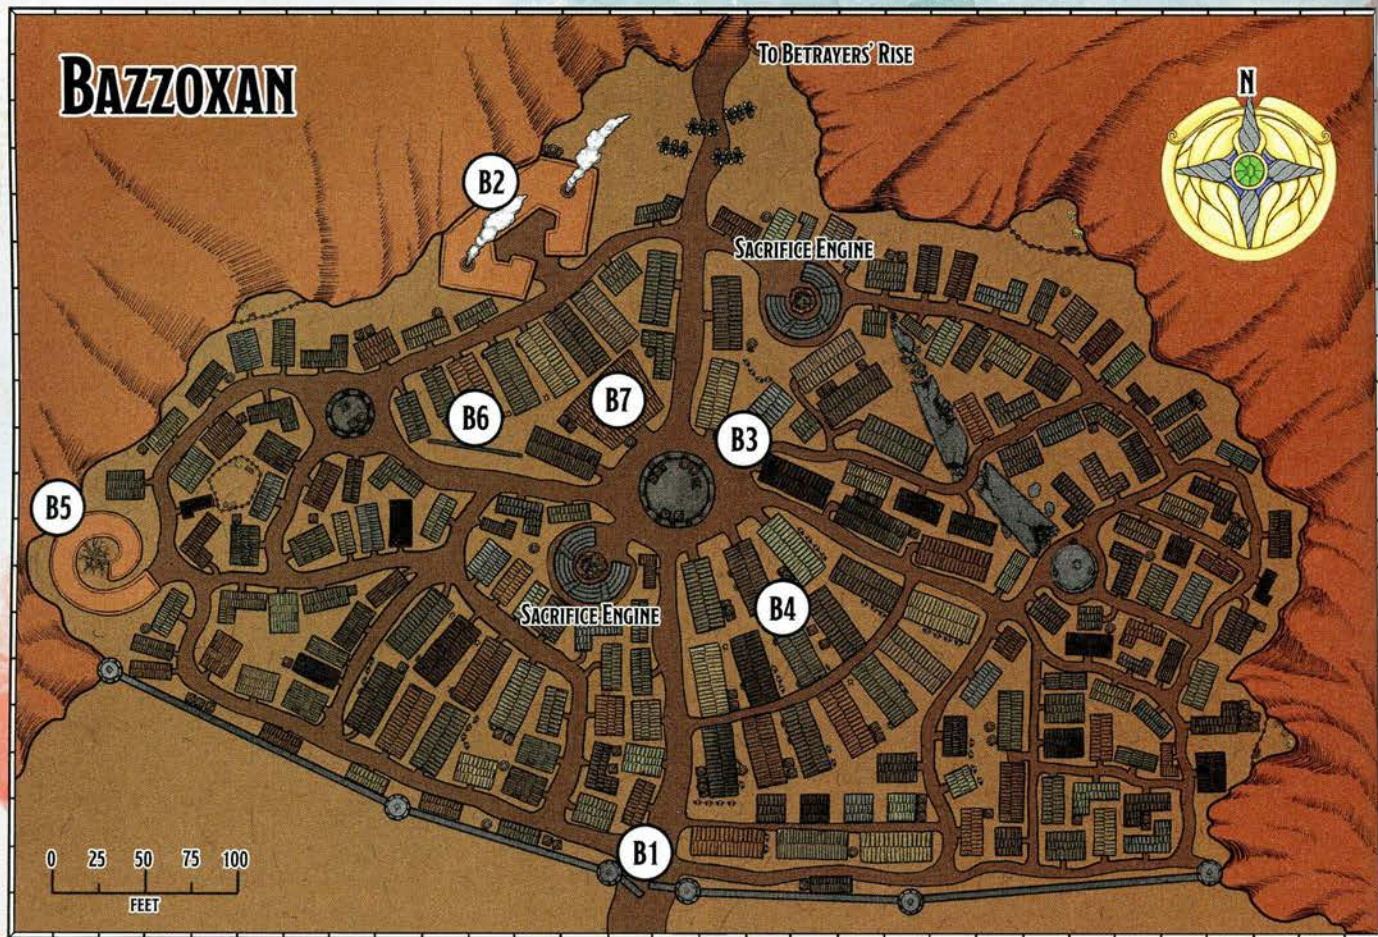 TO BETRAYERS' RISE
BAZZOXAN
N
B2
SACRIFICE ENGINE
B7
B6
B3
B5
B4
SACRIFICE ENGINE
B1
0 25 50 75 100
FEET